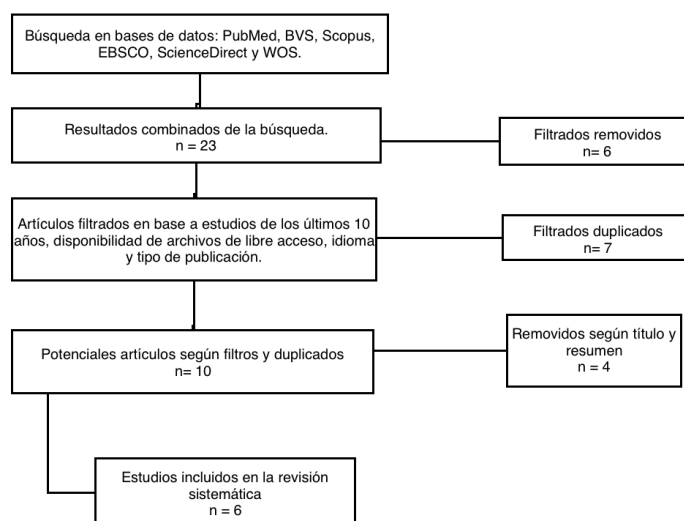 Búsqueda en bases de datos: PubMed, BVS, Scopus,
EBSCO, ScienceDirect y WOS.
Resultados combinados de la búsqueda.
n = 23
Filtrados removidos
n= 6
Artículos filtrados en base a estudios de los últimos 10
años, disponibilidad de archivos de libre acceso, idioma
y tipo de publicación.
Filtrados duplicados
n= 7
Potenciales artículos según filtros y duplicados
n= 10
Removidos según título y
resumen
n = 4
Estudios incluidos en la revisión
sistemática
n = 6